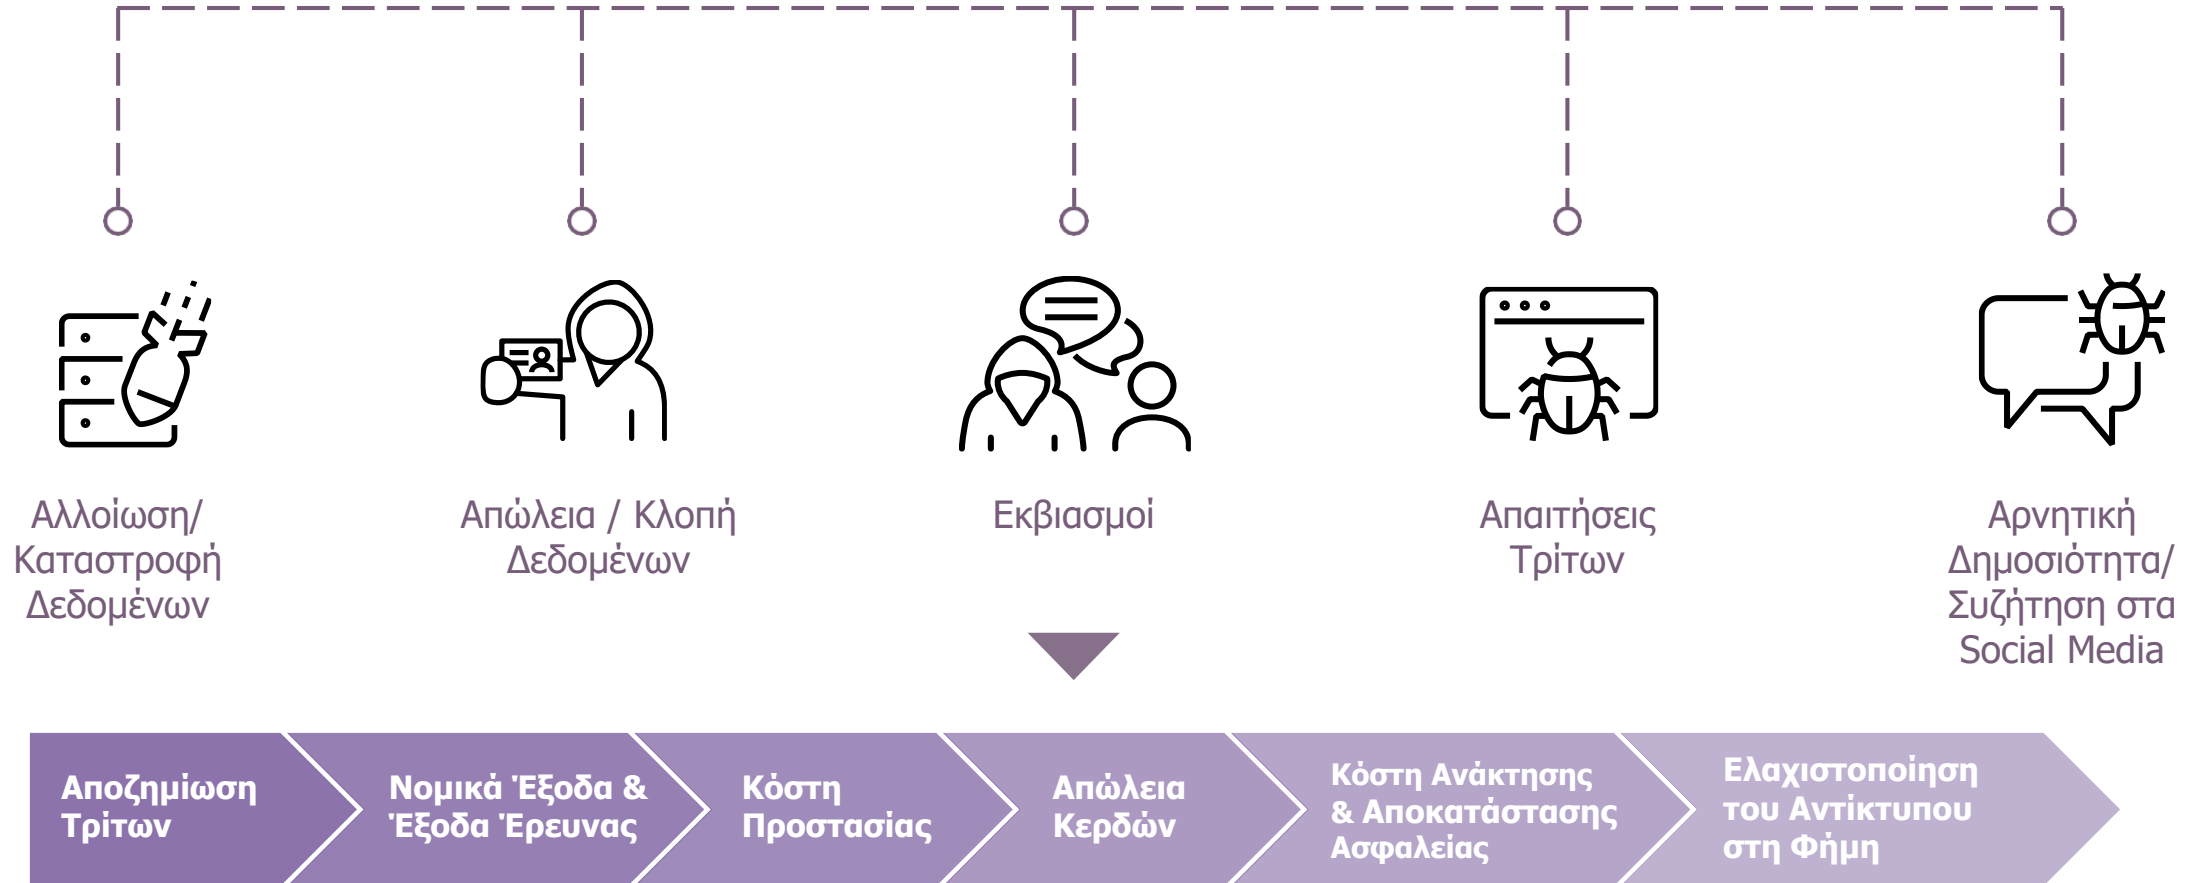 Αλλοίωση/
Καταστροφή
Δεδομένων
Απώλεια / Κλοπή
Δεδομένων
Εκβιασμοί
Απαιτήσεις
Τρίτων
Αρνητική
Δημοσιότητα/
Συζήτηση στα
Social Media
Αποζημίωση
Τρίτων
Νομικά Έξοδα &
Έξοδα Έρευνας
Κόστη
Προστασίας
Απώλεια
Κερδών
Κόστη Ανάκτησης
& Αποκατάστασης
Ασφαλείας
Ελαχιστοποίηση
του Αντίκτυπου
στη Φήμη